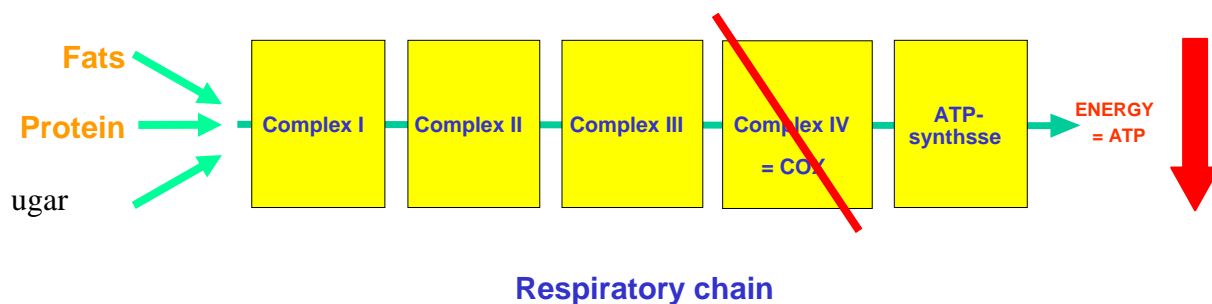 Fats
Protein
ugar
Complex I
Complex II
Complex III
Complex IV
= COX
ATP-
synthsse
ENERGY
= ATP
Respiratory chain